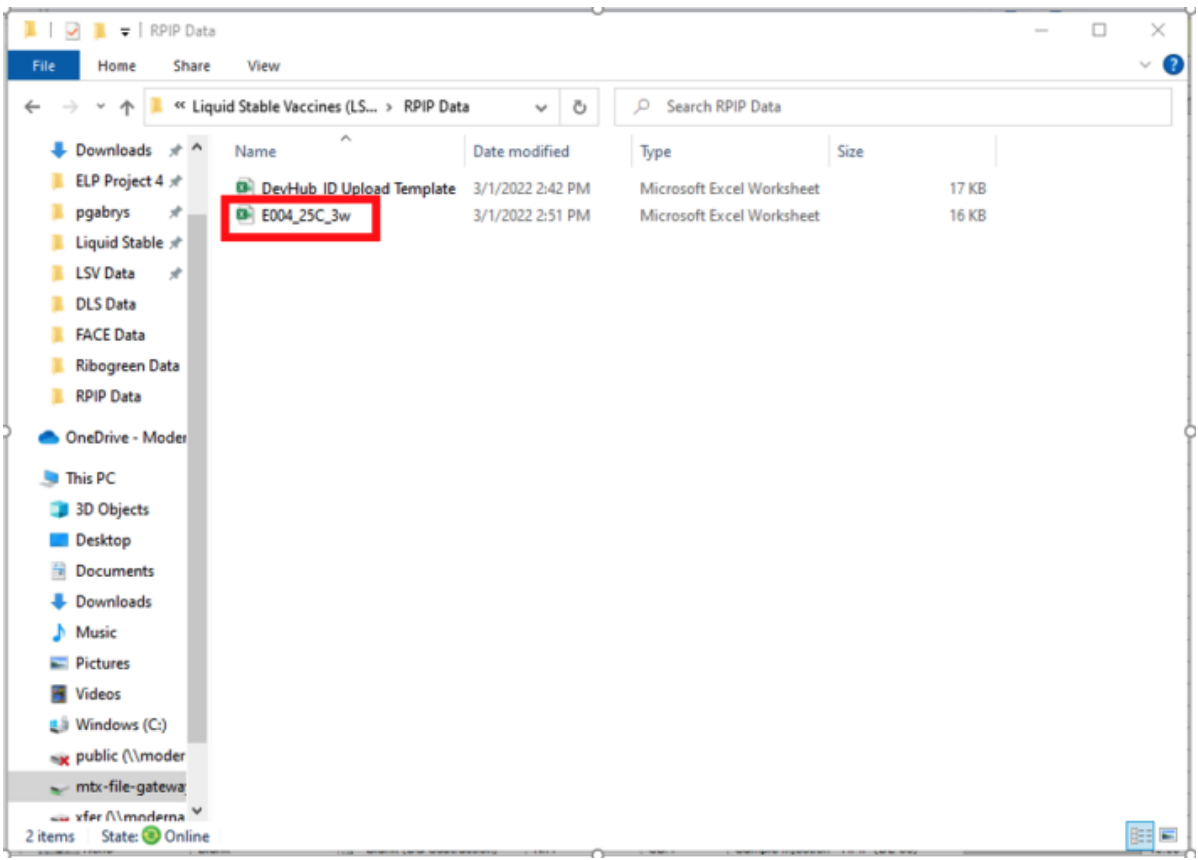 RPIP Data
File Home Share View
« Liquid Stable Vaccines (LS... > RPIP Data
Search RPIP Data
Name Date modified Type Size
DevHub_ID Upload Template 3/1/2022 2:42 PM Microsoft Excel Worksheet 17 KB
E004_25C_3w 3/1/2022 2:51 PM Microsoft Excel Worksheet 16 KB
Downloads
ELP Project 4
pgabrys
Liquid Stable
LSV Data
DLS Data
FACE Data
Ribogreen Data
RPIP Data
OneDrive - Moder
This PC
3D Objects
Desktop
Documents
Downloads
Music
Pictures
Videos
Windows (C:)
public (\\moder
mtx-file-gateway
xfer (\\moderna
2 items State: Online